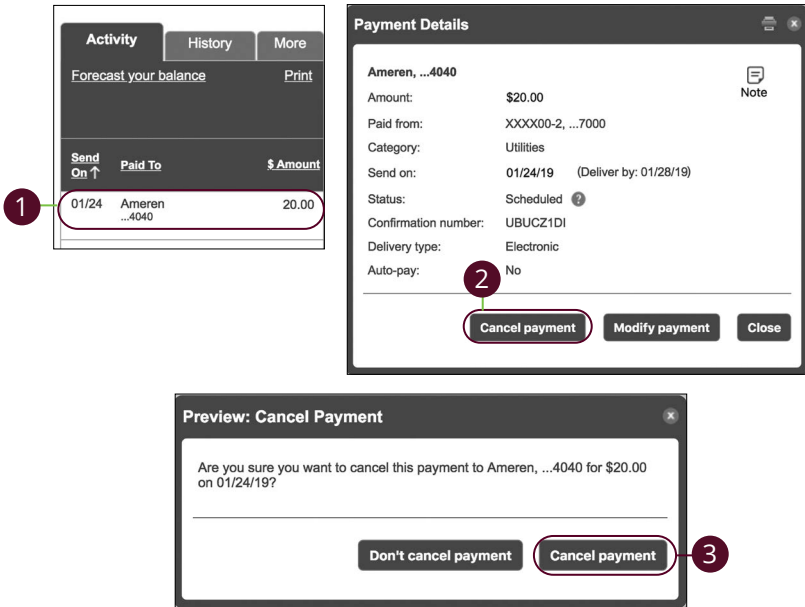 Activity History More
Forecast your balance Print
Send
On ↑ Paid To $ Amount
1
01/24 Ameren 20.00
...4040
Payment Details
Ameren, ...4040
Note
Amount: $20.00
Paid from: XXXX00-2, ...7000
Category: Utilities
Send on: 01/24/19 (Deliver by: 01/28/19)
Status: Scheduled ?
Confirmation number: UBUCZ1DI
Delivery type: Electronic
Auto-pay: No
2
Cancel payment Modify payment Close
Preview: Cancel Payment
Are you sure you want to cancel this payment to Ameren, ...4040 for $20.00
on 01/24/19?
Don't cancel payment Cancel payment
3